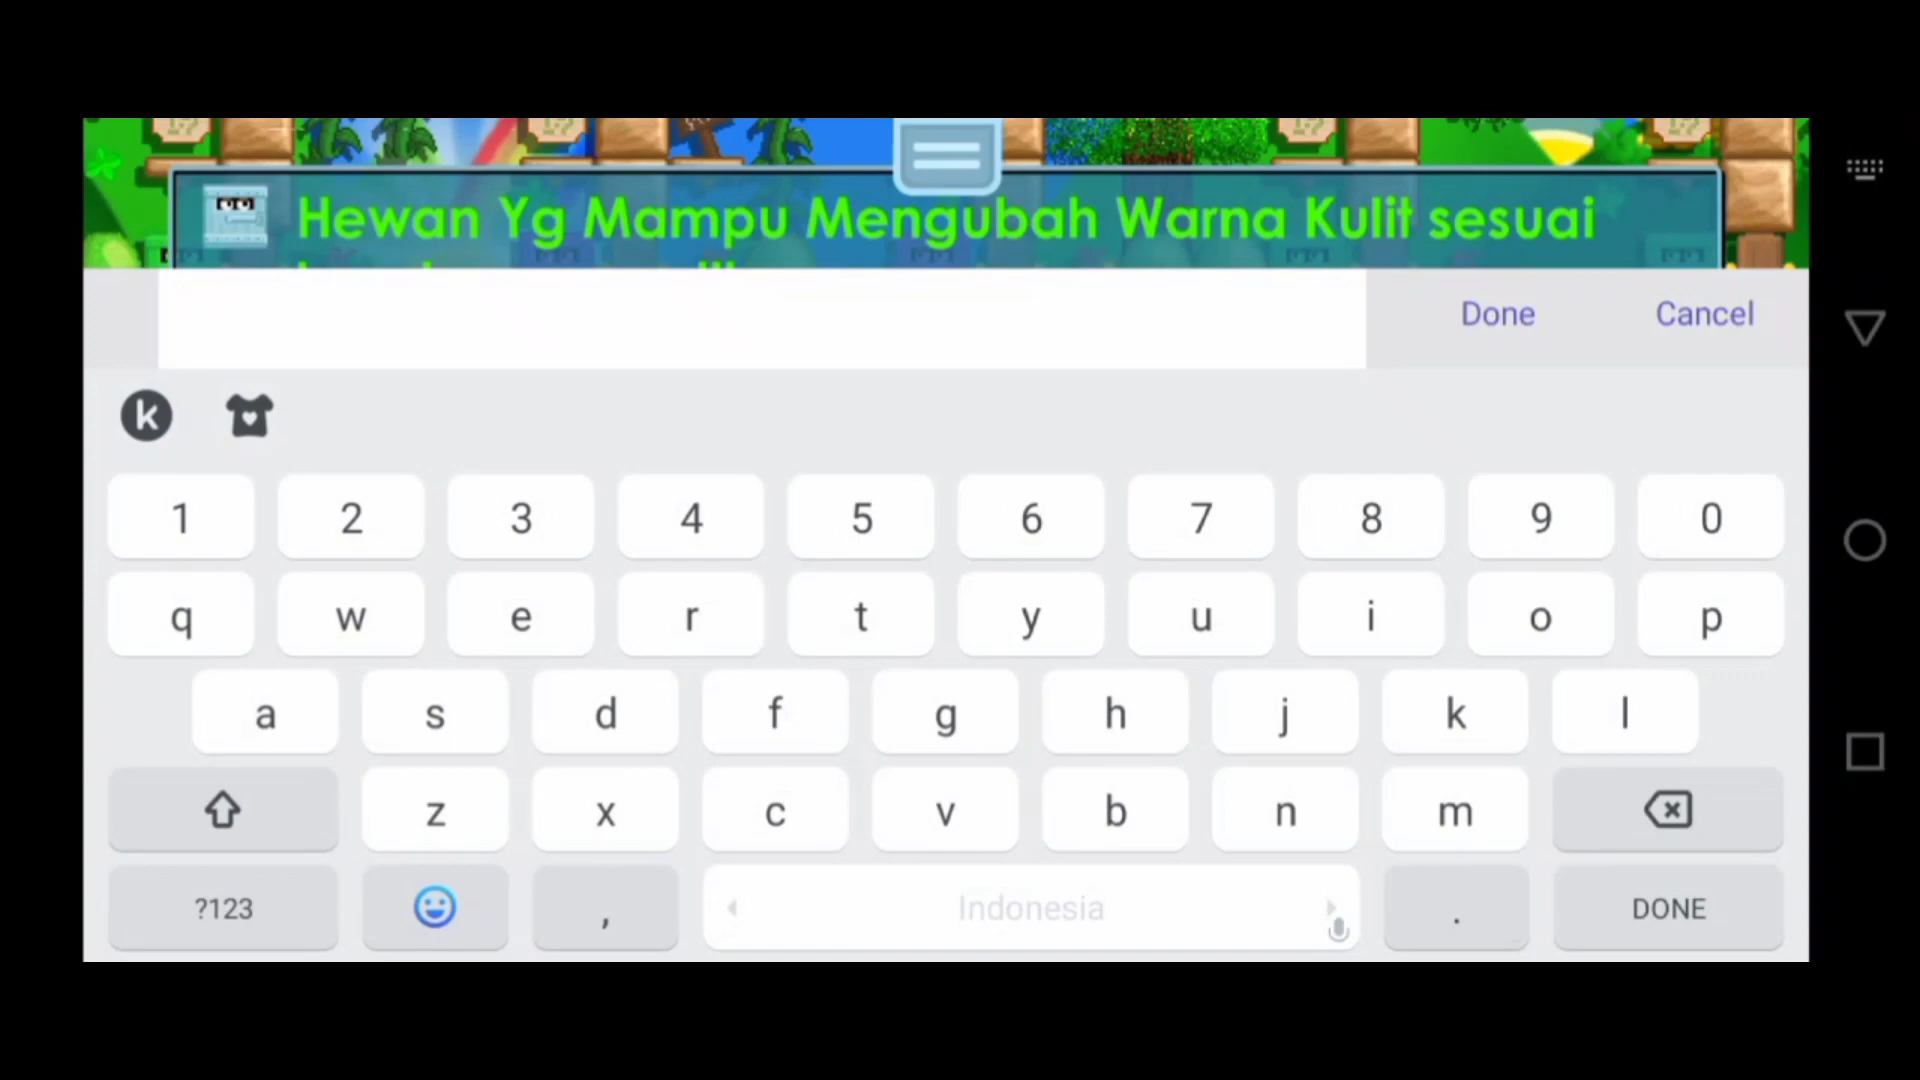 Hewan Yg Mampu Mengubah Warna Kulit sesuai
Done Cancel
k
1 2 3 4 5 6 7 8 9 0
q w e r t y u i o p
a s d f g h j k l
z x c v b n m
?123 , Indonesia . DONE